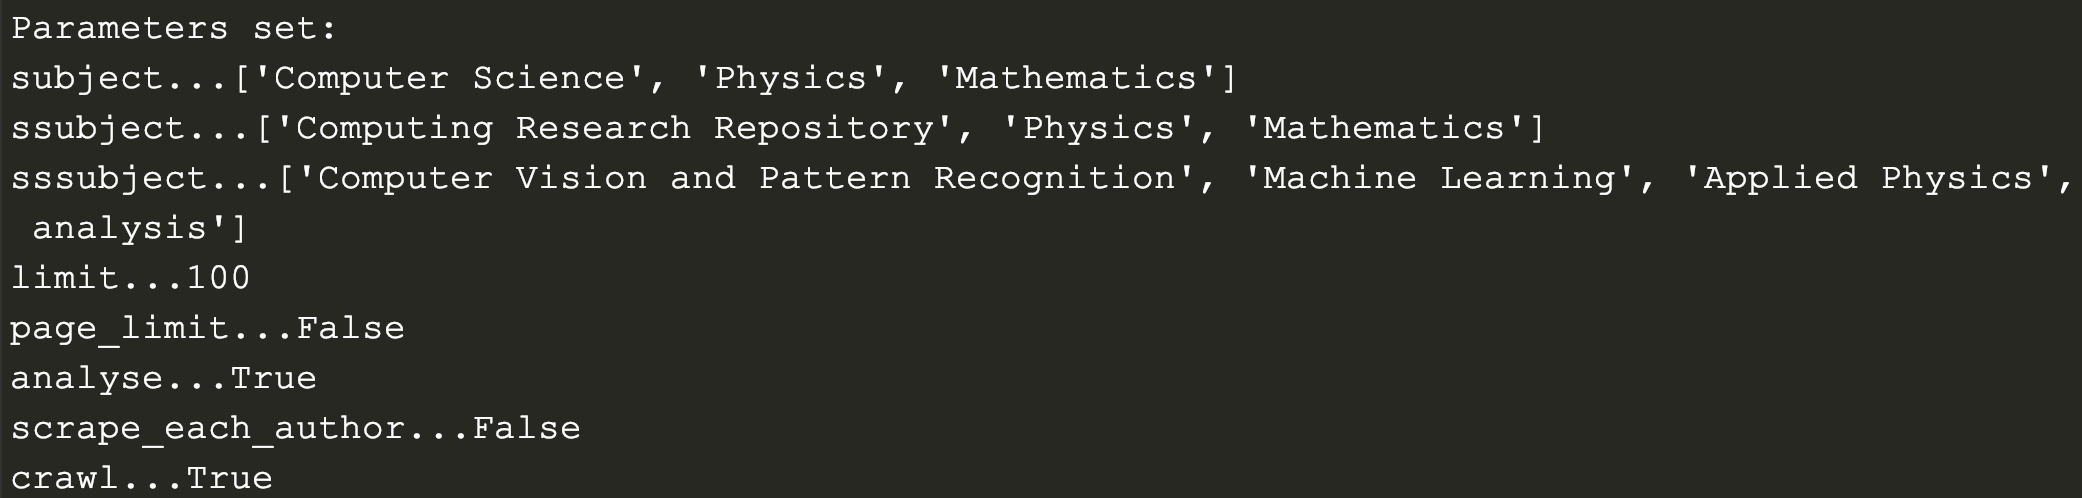 Parameters set:
subject...['Computer Science', 'Physics', 'Mathematics']
ssubject...['Computing Research Repository', 'Physics', 'Mathematics']
sssubject...['Computer Vision and Pattern Recognition', 'Machine Learning', 'Applied Physics',
 analysis']
limit...100
page_limit...False
analyse...True
scrape_each_author...False
crawl...True